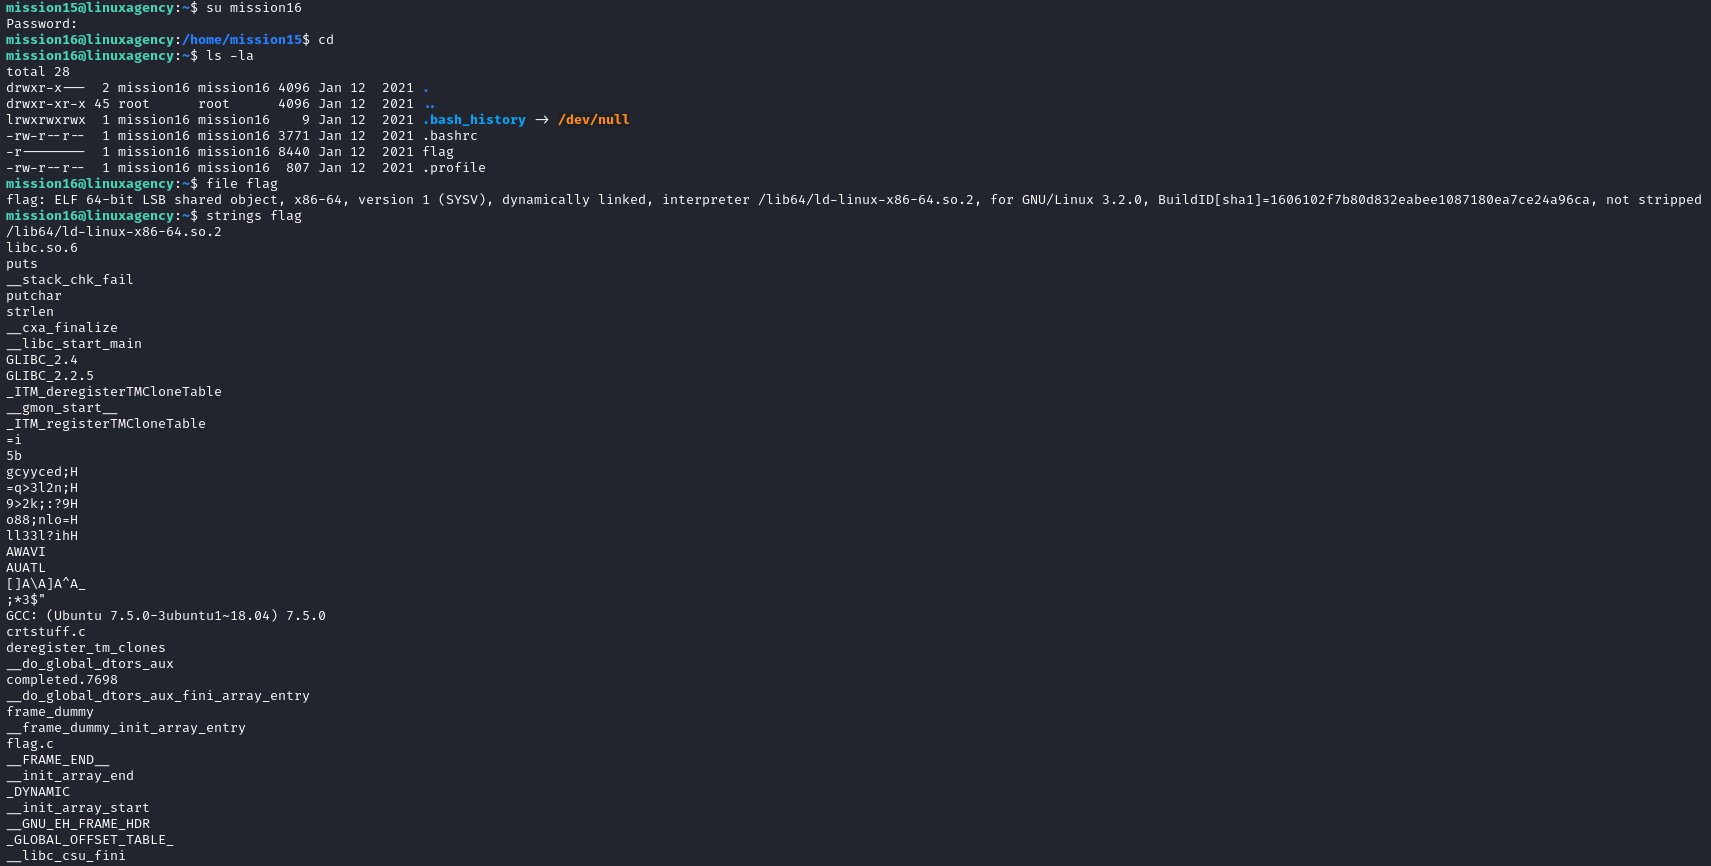 mission15@linuxagency:~$ su mission16
Password:
mission16@linuxagency:/home/mission15$ cd
mission16@linuxagency:~$ ls -la
total 28
drwxr-x---  2 mission16 mission16 4096 Jan 12  2021 .
drwxr-xr-x 45 root      root      4096 Jan 12  2021 ..
lrwxrwxrwx  1 mission16 mission16    9 Jan 12  2021 .bash_history -> /dev/null
-rw-r--r--  1 mission16 mission16 3771 Jan 12  2021 .bashrc
-r--------  1 mission16 mission16 8440 Jan 12  2021 flag
-rw-r--r--  1 mission16 mission16  807 Jan 12  2021 .profile
mission16@linuxagency:~$ file flag
flag: ELF 64-bit LSB shared object, x86-64, version 1 (SYSV), dynamically linked, interpreter /lib64/ld-linux-x86-64.so.2, for GNU/Linux 3.2.0, BuildID[sha1]=1606102f7b80d832eabee1087180ea7ce24a96ca, not stripped
mission16@linuxagency:~$ strings flag
/lib64/ld-linux-x86-64.so.2
libc.so.6
puts
__stack_chk_fail
putchar
strlen
__cxa_finalize
__libc_start_main
GLIBC_2.4
GLIBC_2.2.5
_ITM_deregisterTMCloneTable
__gmon_start__
_ITM_registerTMCloneTable
=i
5b
gcyyced;H
=q>3l2n;H
9>2k;:?9H
o88;nlo=H
ll33l?ihH
AWAVI
AUATL
[]A\A]A^A_
;*3$"
GCC: (Ubuntu 7.5.0-3ubuntu1~18.04) 7.5.0
crtstuff.c
deregister_tm_clones
__do_global_dtors_aux
completed.7698
__do_global_dtors_aux_fini_array_entry
frame_dummy
__frame_dummy_init_array_entry
flag.c
__FRAME_END__
__init_array_end
_DYNAMIC
__init_array_start
__GNU_EH_FRAME_HDR
_GLOBAL_OFFSET_TABLE_
__libc_csu_fini